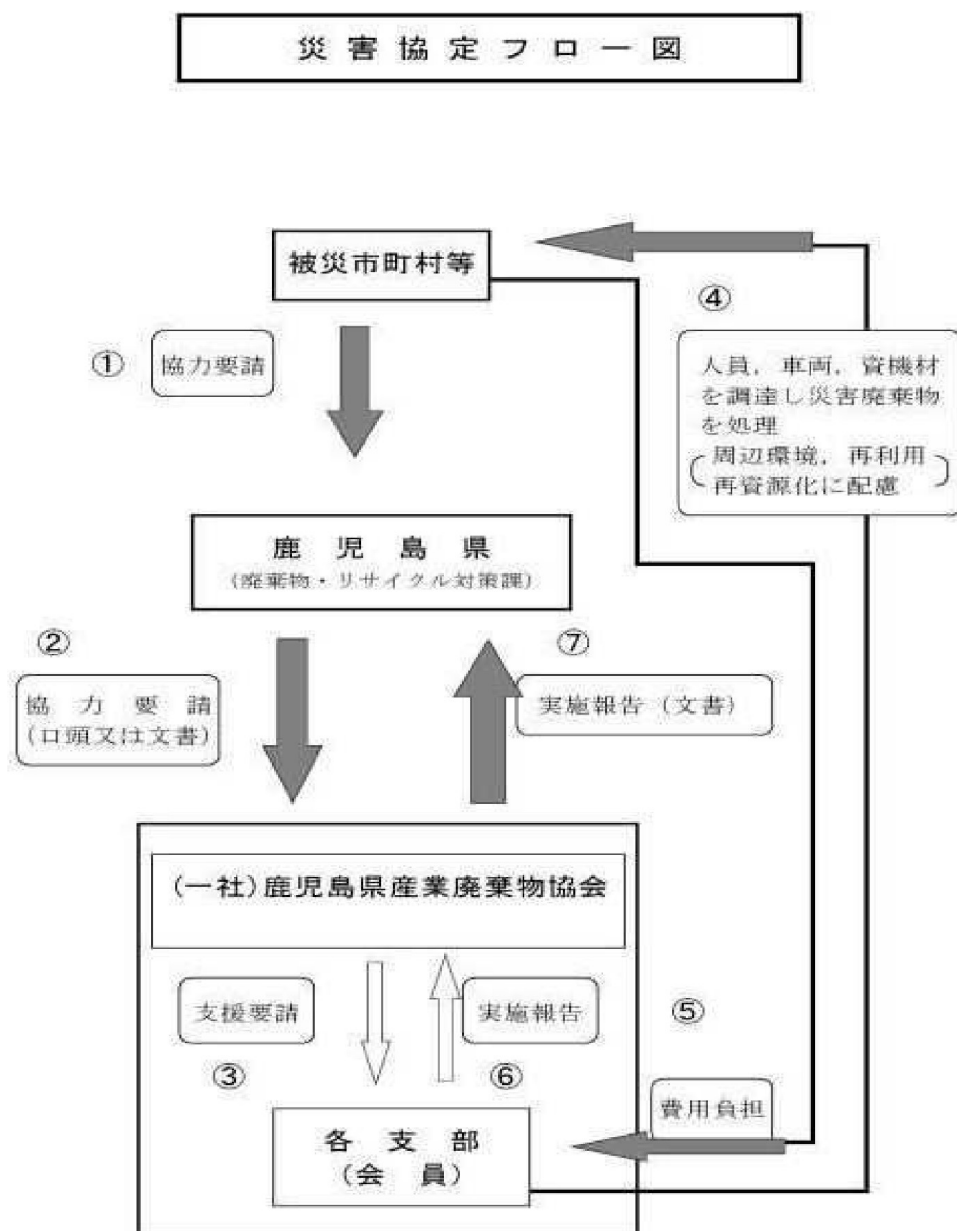 災害協定フロー図
被災市町村等
①
協力要請
④
人員，車両，資機材
を調達し災害廃棄物
を処理
周辺環境，再利用
再資源化に配慮
鹿児島県
(廃棄物・リサイクル対策課)
②
協力要請
(口頭又は文書)
⑦
実施報告（文書）
(一社)鹿児島県産業廃棄物協会
支援要請
③
実施報告
⑥
⑤
費用負担
各支部
(会員)